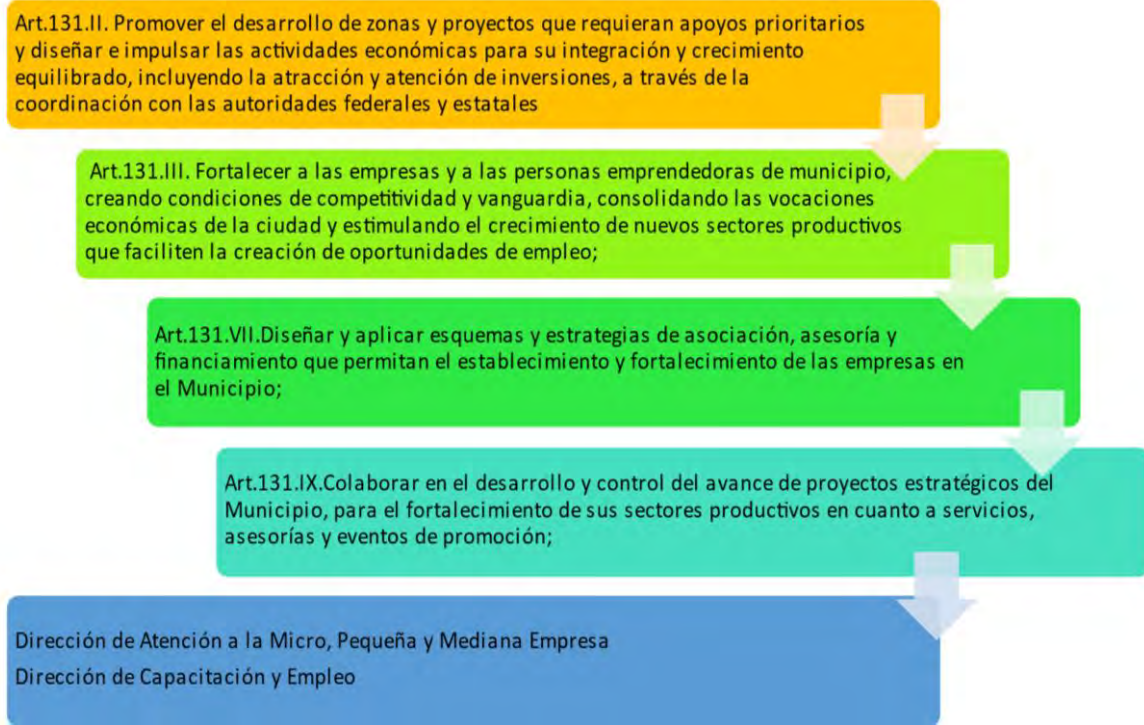 Art.131.II. Promover el desarrollo de zonas y proyectos que requieran apoyos prioritarios
y diseñar e impulsar las actividades económicas para su integración y crecimiento
equilibrado, incluyendo la atracción y atención de inversiones, a través de la
coordinación con las autoridades federales y estatales
Art.131.III. Fortalecer a las empresas y a las personas emprendedoras de municipio,
creando condiciones de competitividad y vanguardia, consolidando las vocaciones
económicas de la ciudad y estimulando el crecimiento de nuevos sectores productivos
que faciliten la creación de oportunidades de empleo;
Art.131.VII.Diseñar y aplicar esquemas y estrategias de asociación, asesoría y
financiamiento que permitan el establecimiento y fortalecimiento de las empresas en
el Municipio;
Art.131.IX.Colaborar en el desarrollo y control del avance de proyectos estratégicos del
Municipio, para el fortalecimiento de sus sectores productivos en cuanto a servicios,
asesorías y eventos de promoción;
Dirección de Atención a la Micro, Pequeña y Mediana Empresa
Dirección de Capacitación y Empleo